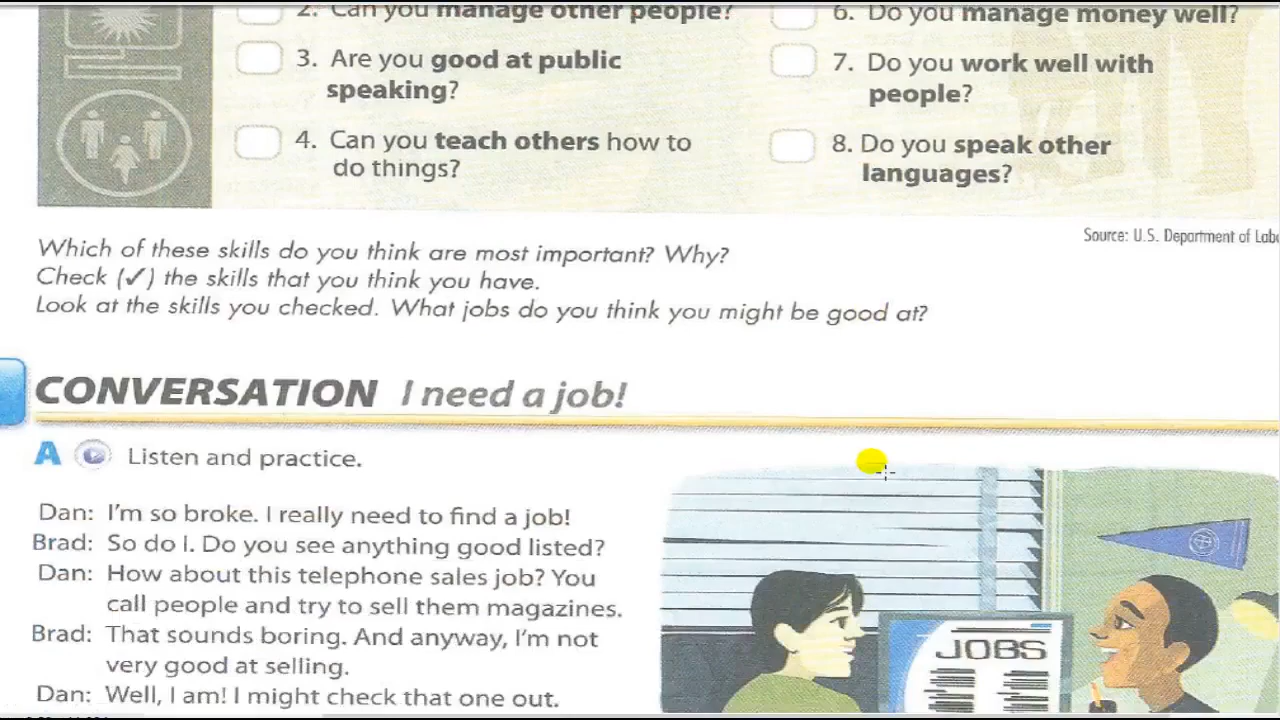 2. Can you manage other people?
3. Are you good at public
speaking?
4. Can you teach others how to
do things?
6. Do you manage money well?
7. Do you work well with
people?
8. Do you speak other
languages?
Source: U.S. Department of
Which of these skills do you think are most important? Why?
Check (✓) the skills that you think you have.
Look at the skills you checked. What jobs do you think you might be good at?
CONVERSATION I need a job!
A Listen and practice.
Dan: I'm so broke. I really need to find a job!
Brad: So do I. Do you see anything good listed?
Dan: How about this telephone sales job? You
call people and try to sell them magazines.
Brad: That sounds boring. And anyway, I'm not
very good at selling.
Dan: Well, I am! I might check that one out.
JOBS